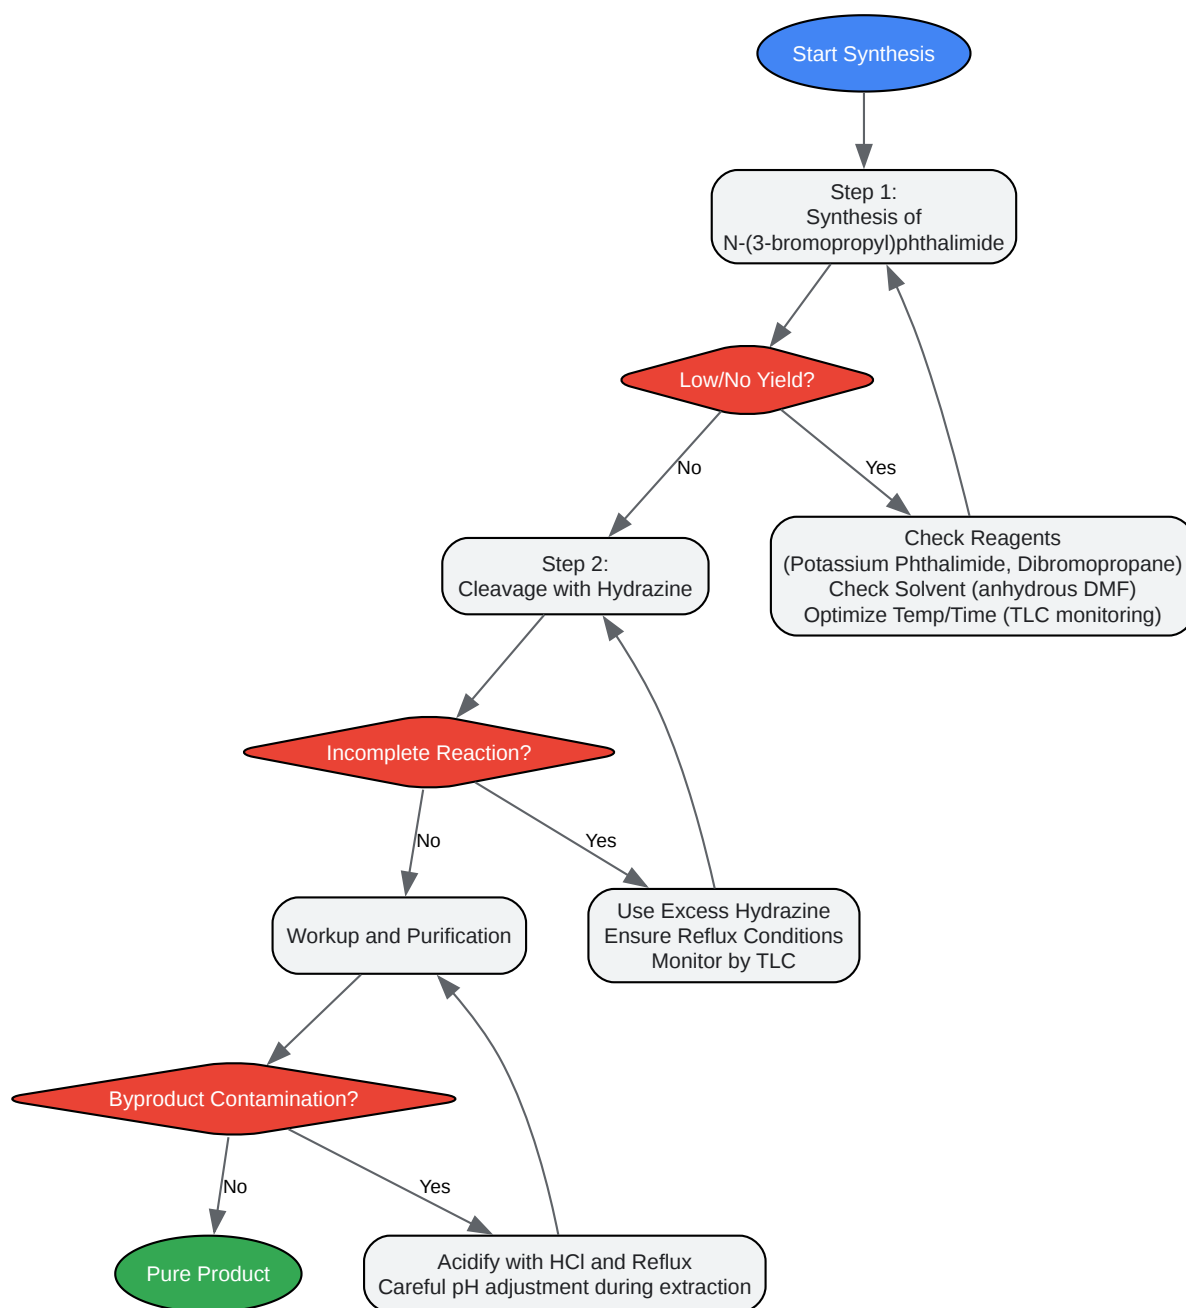 Start Synthesis
Step 1:
Synthesis of
N-(3-bromopropyl)phthalimide
Low/No Yield?
No
Yes
Check Reagents
(Potassium Phthalimide, Dibromopropane)
Check Solvent (anhydrous DMF)
Optimize Temp/Time (TLC monitoring)
Step 2:
Cleavage with Hydrazine
Incomplete Reaction?
No
Yes
Use Excess Hydrazine
Ensure Reflux Conditions
Monitor by TLC
Workup and Purification
Byproduct Contamination?
No
Yes
Pure Product
Acidify with HCl and Reflux
Careful pH adjustment during extraction